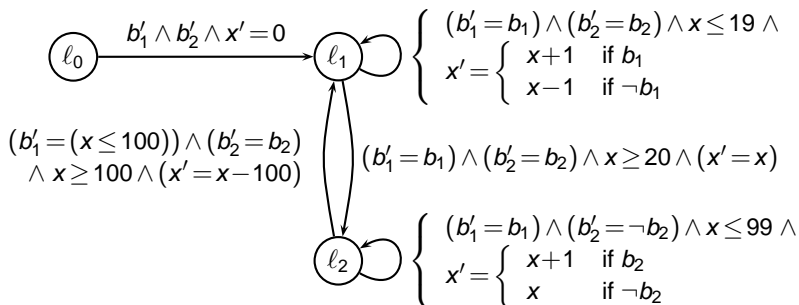 ℓ₀
b′₁ ∧ b′₂ ∧ x′ = 0
ℓ₁
(b′₁ = b₁) ∧ (b′₂ = b₂) ∧ x ≤ 19 ∧
x′ = { x+1 if b₁
x−1 if ¬b₁
(b′₁ = (x ≤ 100)) ∧ (b′₂ = b₂)
∧ x ≥ 100 ∧ (x′ = x−100)
(b′₁ = b₁) ∧ (b′₂ = b₂) ∧ x ≥ 20 ∧ (x′ = x)
ℓ₂
(b′₁ = b₁) ∧ (b′₂ = ¬b₂) ∧ x ≤ 99 ∧
x′ = { x+1 if b₂
x if ¬b₂